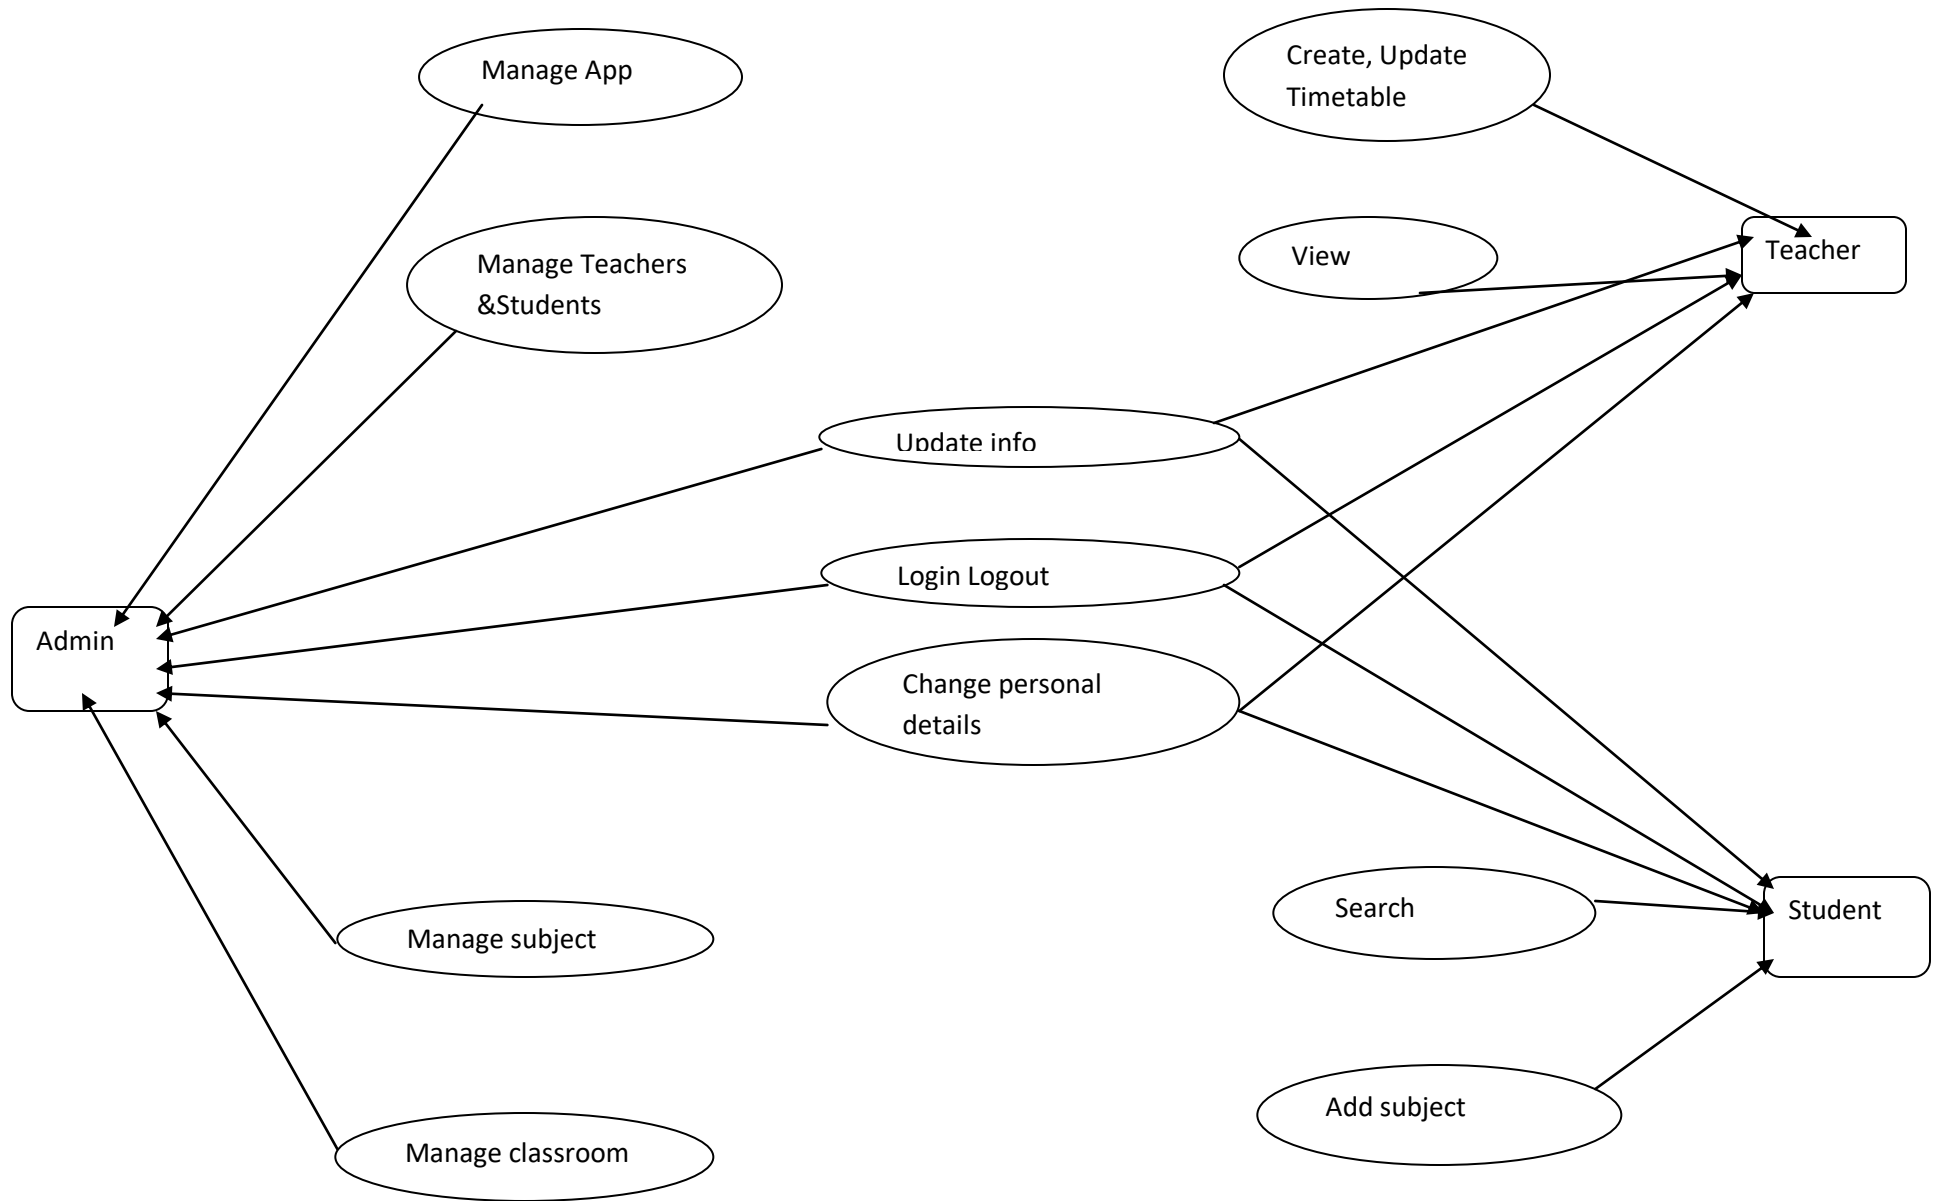 Manage App
Create, Update
Timetable
Manage Teachers
&Students
View
Teacher
Update info
Login Logout
Admin
Change personal
details
Search
Student
Manage subject
Add subject
Manage classroom